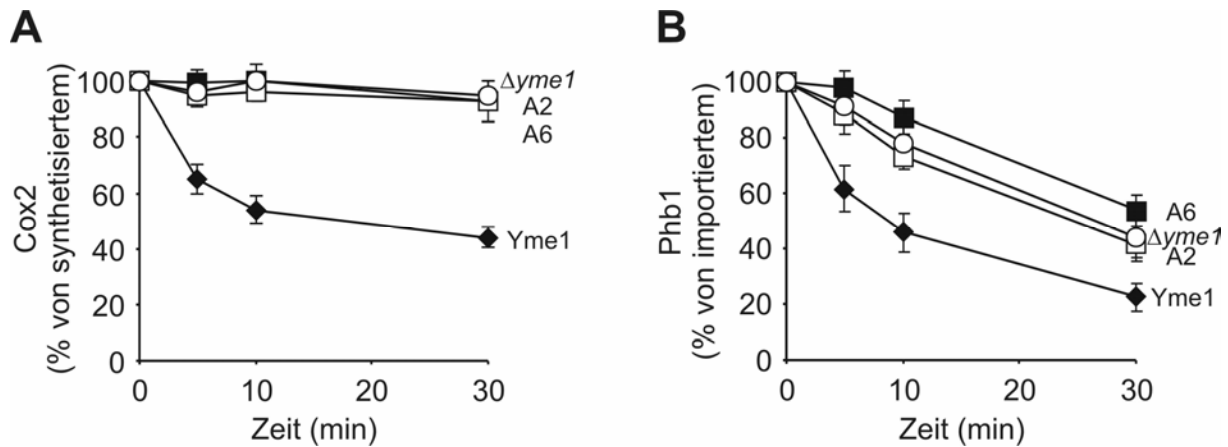 A
Cox2
(% von synthetisiertem)
100
80
60
40
20
0
Δyme1
A2
A6
Yme1
0
10
20
30
Zeit (min)
B
Phb1
(% von importiertem)
100
80
60
40
20
0
A6
Δyme1
A2
Yme1
0
10
20
30
Zeit (min)